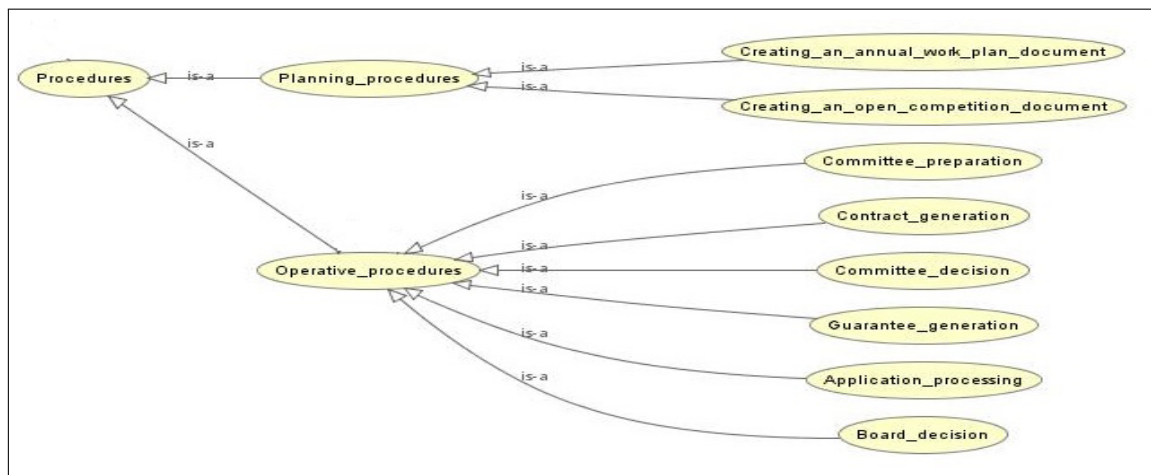 Creating_an_annual_work_plan_document
is-a
Procedures
is-a
Planning_procedures
is-a
Creating_an_open_competition_document
is-a
Committee_preparation
is-a
Contract_generation
is-a
Operative_procedures
is-a
Committee_decision
is-a
Guarantee_generation
is-a
Application_processing
is-a
Board_decision